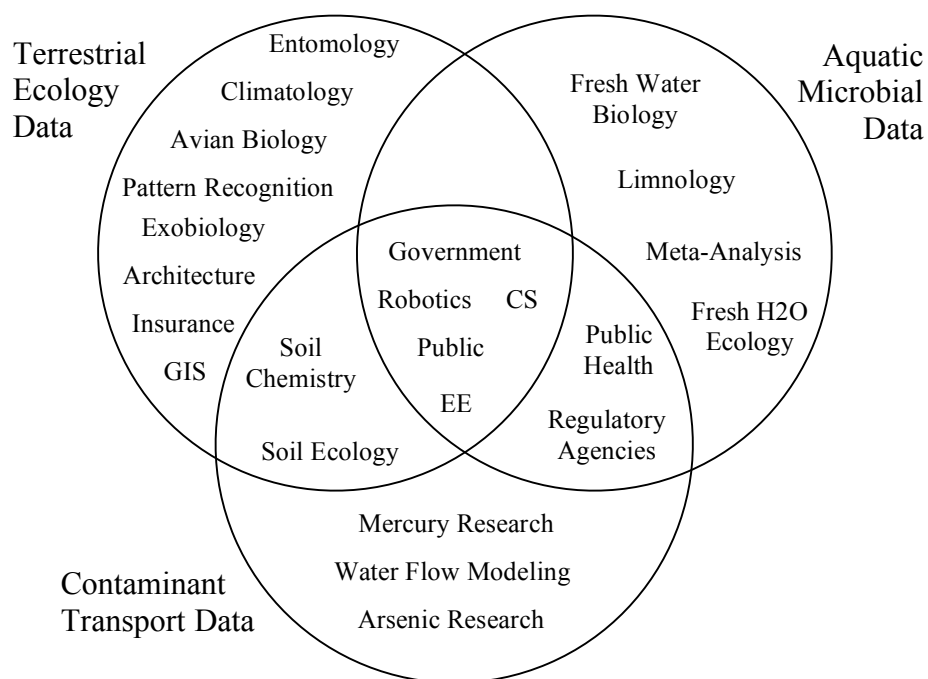 Terrestrial
Ecology
Data
Aquatic
Microbial
Data
Entomology
Climatology
Avian Biology
Pattern Recognition
Exobiology
Architecture
Insurance
GIS
Fresh Water
Biology
Limnology
Meta-Analysis
Fresh H2O
Ecology
Government
Robotics CS
Public
EE
Soil
Chemistry
Soil Ecology
Public
Health
Regulatory
Agencies
Mercury Research
Water Flow Modeling
Arsenic Research
Contaminant
Transport Data